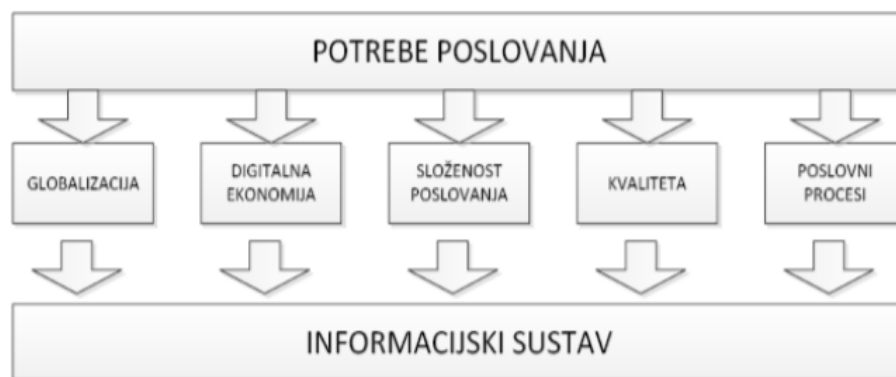 POTREBE POSLOVANJA
GLOBALIZACIJA
DIGITALNA
EKONOMIJA
SLOŽENOST
POSLOVANJA
KVALITETA
POSLOVNI
PROCESI
INFORMACIJSKI SUSTAV